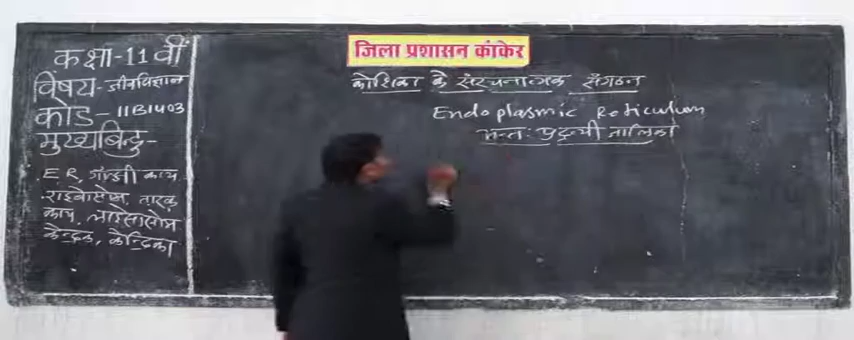 जिला प्रशासन कांकेर
कक्षा-11 वीं
विषय- जीवविज्ञान
कोड- 11B1403
मुख्यबिन्दु-
ER, गॉल्जी काय
राइबोसोम, तारक
काय, लाइसोसोम
केन्द्रक, केन्द्रिका
कोशिका के संरचनात्मक संगठन
Endoplasmic Reticulum
अन्तः प्रद्रव्यी जालिका